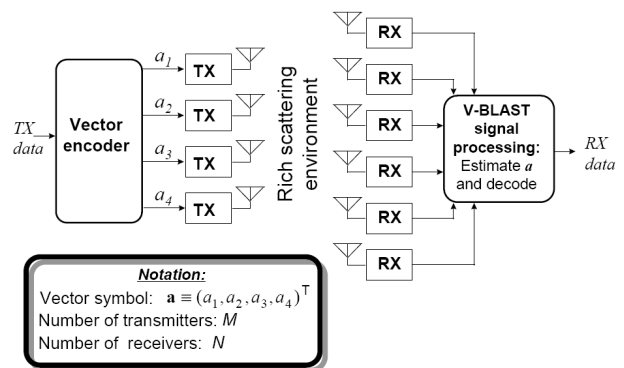 TX data
Vector encoder
a1
a2
a3
a4
TX
TX
TX
TX
Rich scattering environment
RX
RX
RX
RX
RX
RX
V-BLAST
signal
processing:
Estimate a
and decode
RX data
Notation:
Vector symbol: a ≡ (a1, a2, a3, a4)T
Number of transmitters: M
Number of receivers: N